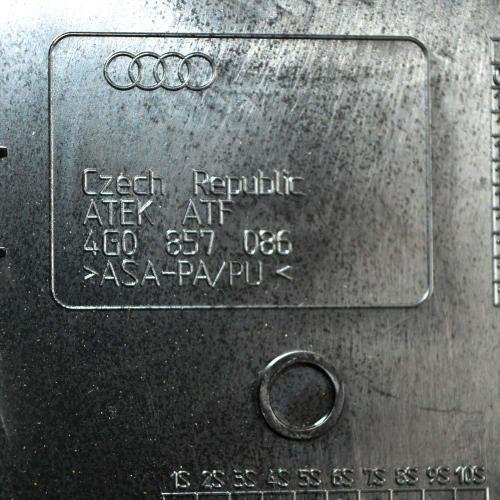 Czech Republic
ATEK ATF
4G0 857 086
>ASA-PA/PU <
1S 2S 3S 4S 5S 6S 7S 8S 9S 10S